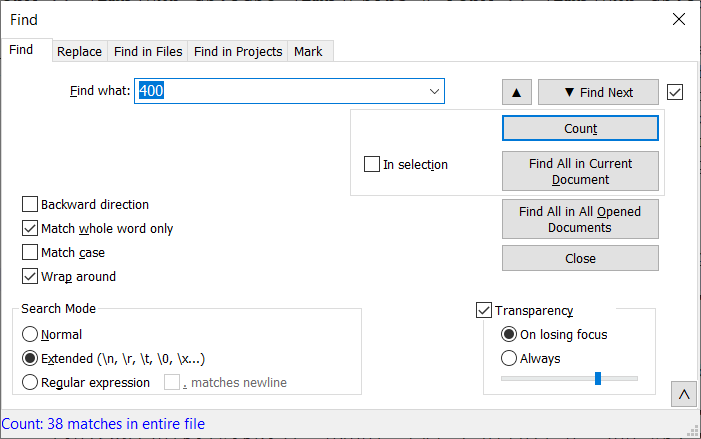 Find
Find Replace Find in Files Find in Projects Mark
Find what: 400 ▲ ▼ Find Next
Count
In selection Find All in Current
Document
Backward direction Find All in All Opened
Documents
Match whole word only
Match case Close
Wrap around
Search Mode Transparency
Normal On losing focus
Extended (\n, \r, \t, \0, \x...) Always
Regular expression . matches newline
Count: 38 matches in entire file